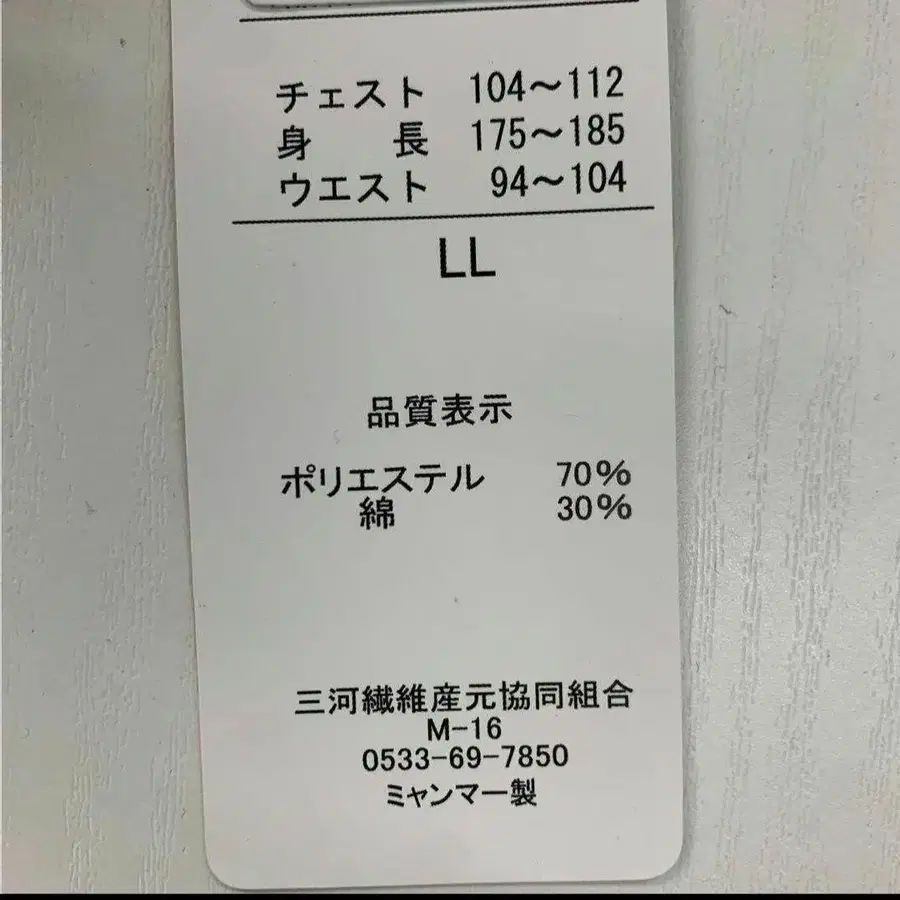 チェスト 104～112
身 長 175～185
ウエスト 94～104
LL
品質表示
ポリエステル 70%
綿 30%
三河繊維産元協同組合
M-16
0533-69-7850
ミャンマー製